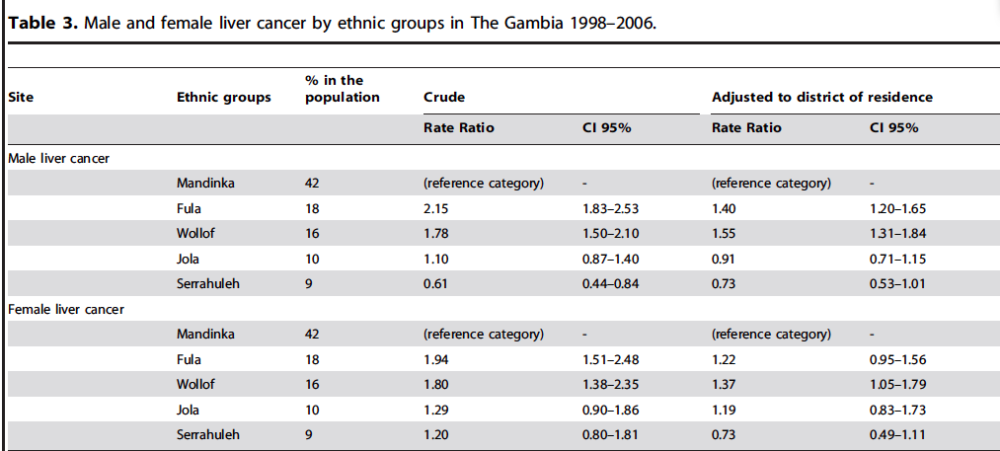 Table 3. Male and female liver cancer by ethnic groups in The Gambia 1998–2006.
Site Ethnic groups % in the population Crude Adjusted to district of residence
Rate Ratio CI 95% Rate Ratio CI 95%
Male liver cancer
Mandinka 42 (reference category) - (reference category) -
Fula 18 2.15 1.83–2.53 1.40 1.20–1.65
Wollof 16 1.78 1.50–2.10 1.55 1.31–1.84
Jola 10 1.10 0.87–1.40 0.91 0.71–1.15
Serrahuleh 9 0.61 0.44–0.84 0.73 0.53–1.01
Female liver cancer
Mandinka 42 (reference category) - (reference category) -
Fula 18 1.94 1.51–2.48 1.22 0.95–1.56
Wollof 16 1.80 1.38–2.35 1.37 1.05–1.79
Jola 10 1.29 0.90–1.86 1.19 0.83–1.73
Serrahuleh 9 1.20 0.80–1.81 0.73 0.49–1.11